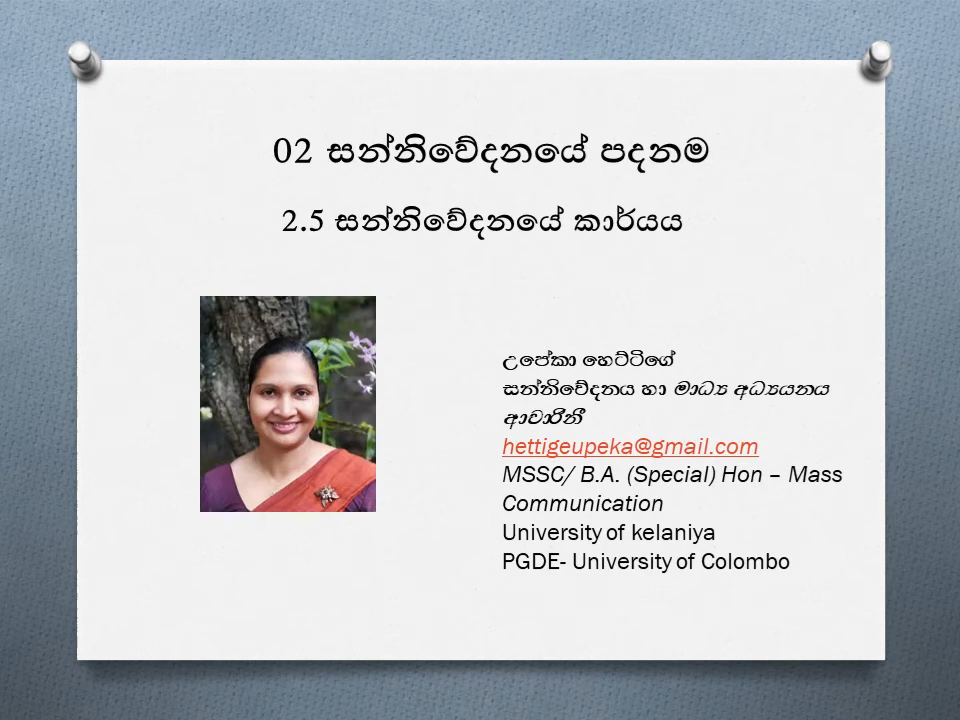 02 සන්නිවේදනයේ පදනම
2.5 සන්නිවේදනයේ කාර්යය
උපේකා හෙට්ටිගේ
සන්නිවේදනය හා මාධ්‍ය අධ්‍යයනය
ආචාරිනී
hettigeupeka@gmail.com
MSSC/ B.A. (Special) Hon – Mass
Communication
University of kelaniya
PGDE- University of Colombo